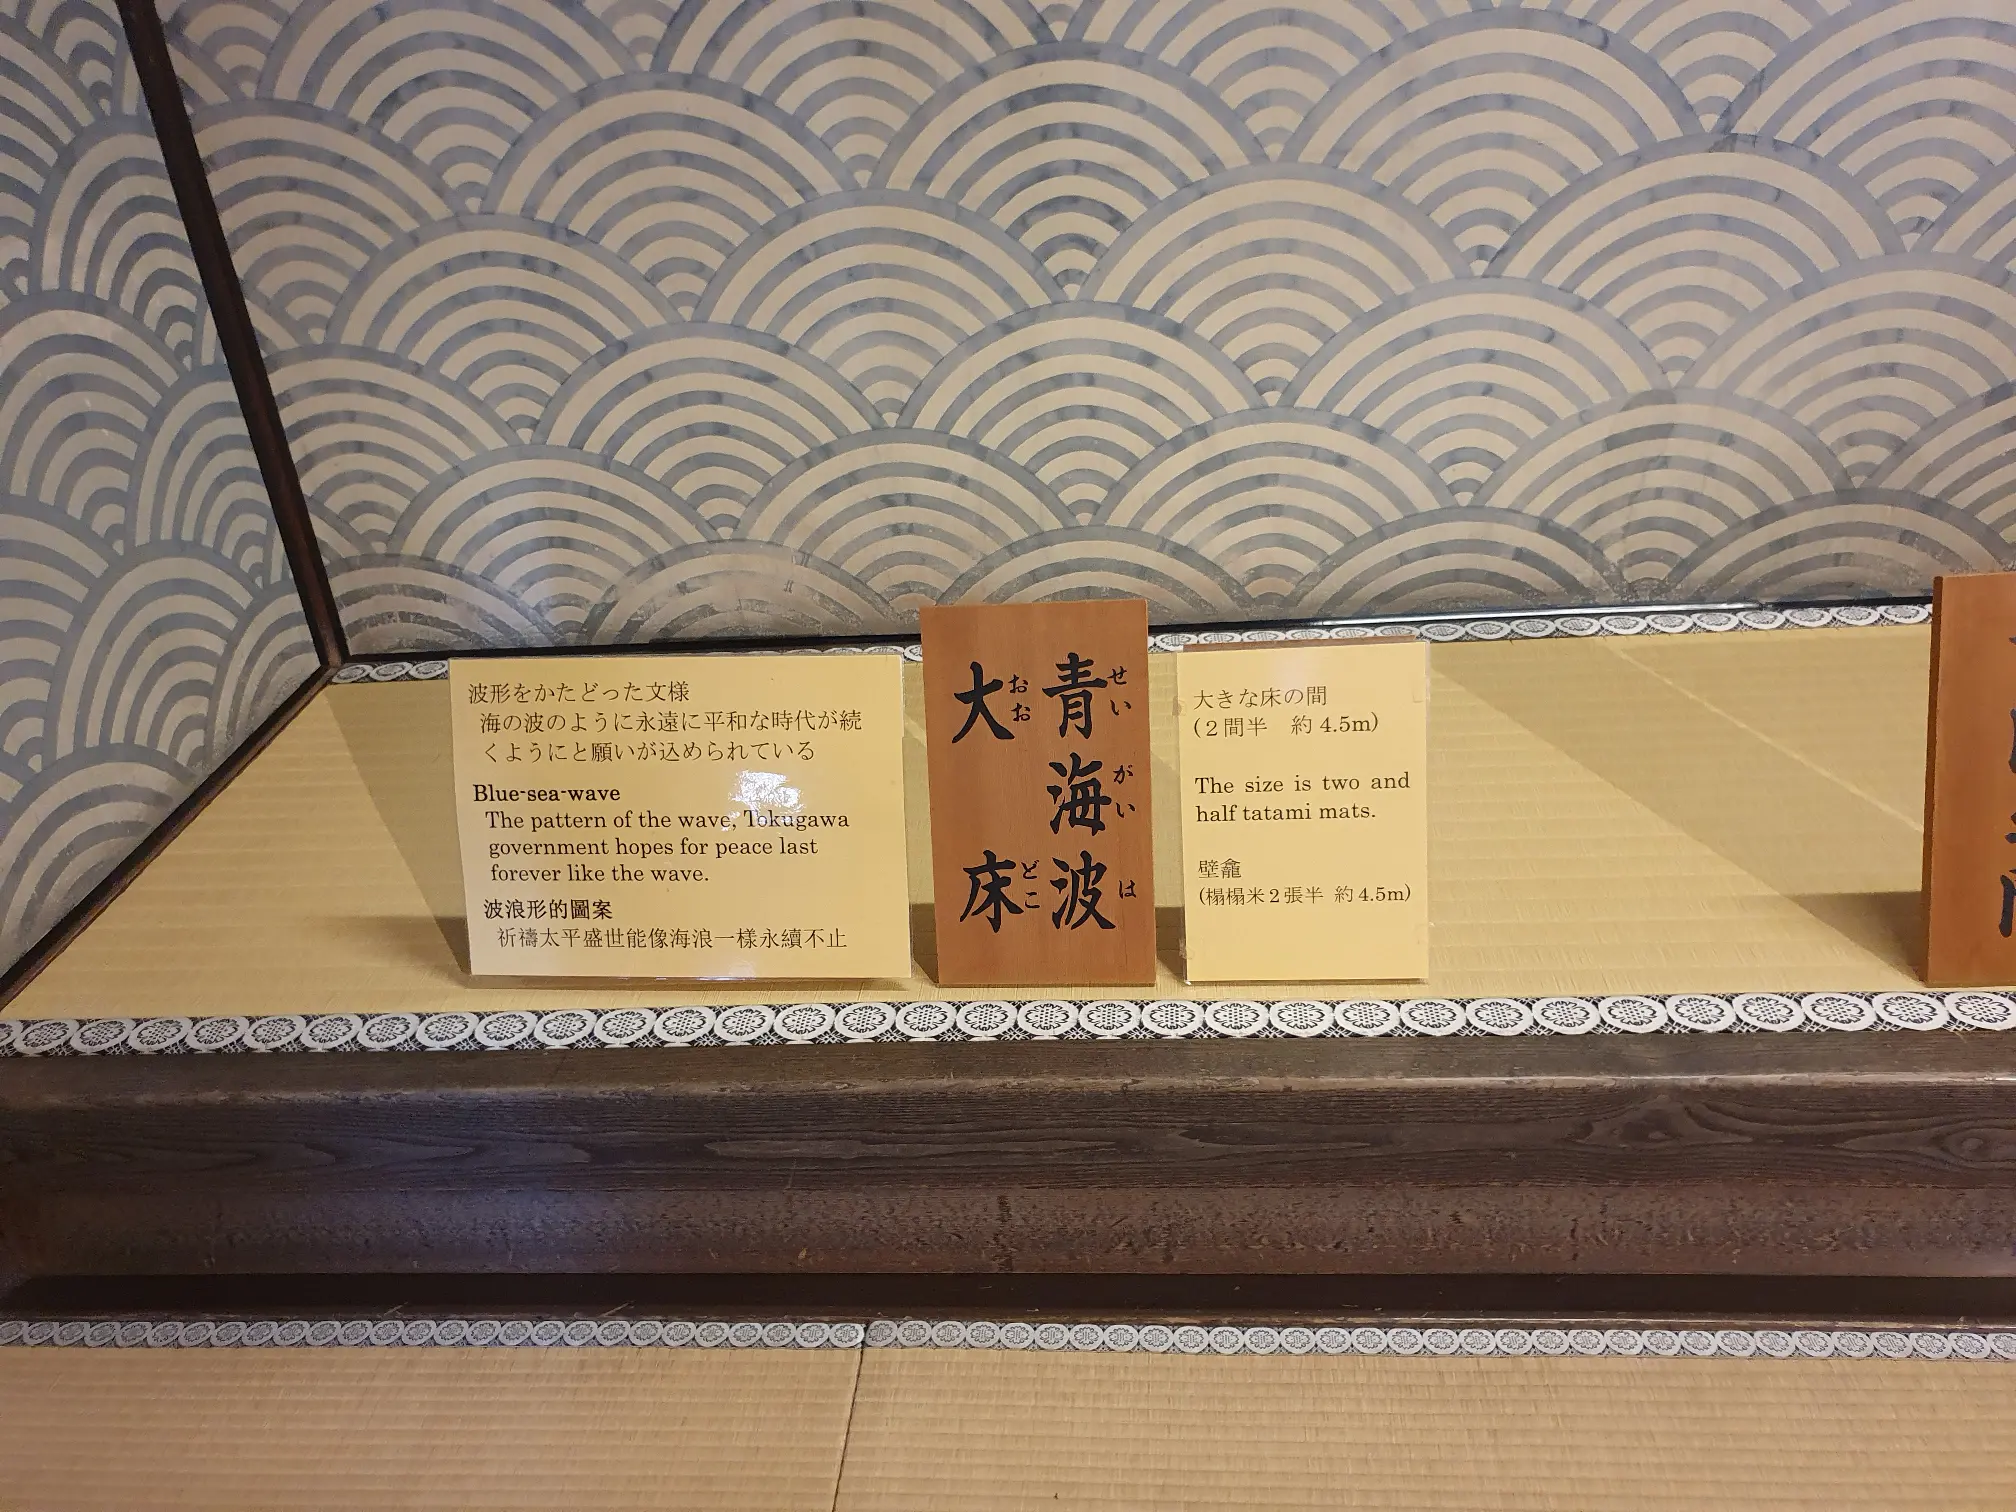 波形をかたどった文様
海の波のように永遠に平和な時代が続
くようにと願いが込められている
Blue-sea-wave
The pattern of the wave, Tokugawa
government hopes for peace last
forever like the wave.
波浪形的圖案
祈禱太平盛世能像海浪一樣永續不止
青海波
せいがいは
大床
おおどこ
大きな床の間
(2間半 約4.5m)
The size is two and
half tatami mats.
壁龕
(榻榻米2張半 約4.5m)